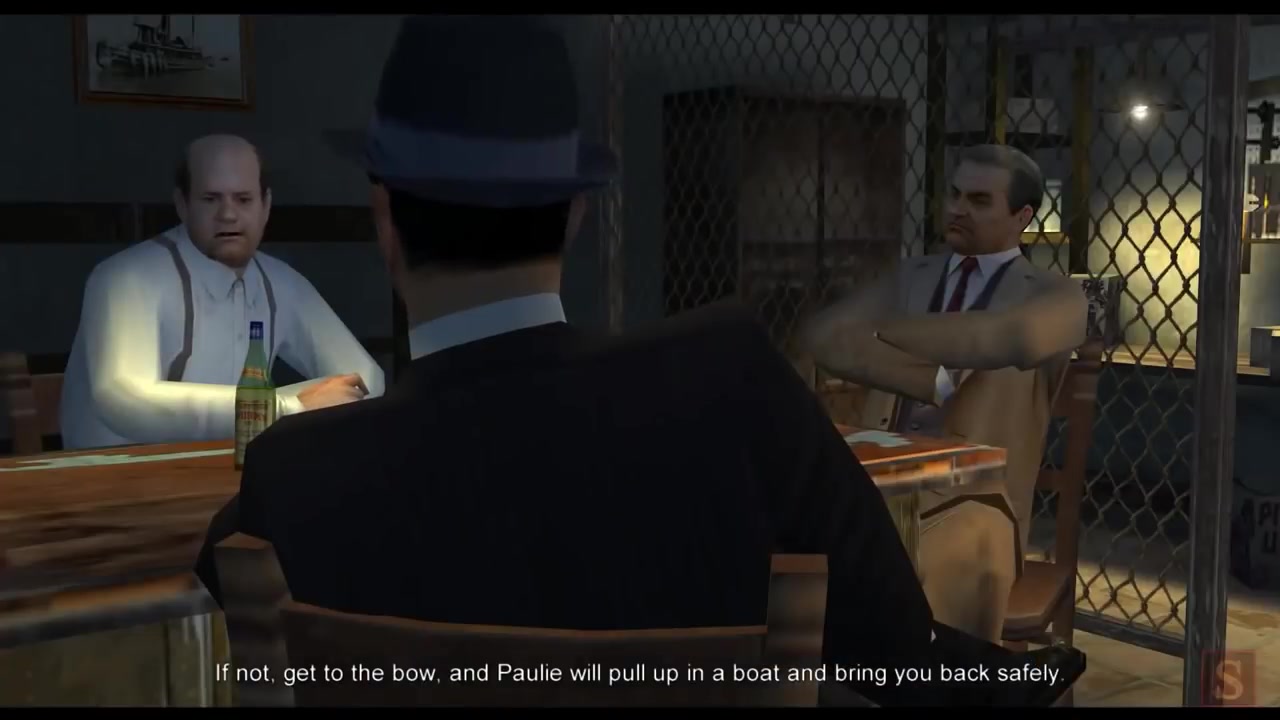 If not, get to the bow, and Paulie will pull up in a boat and bring you back safely.
S